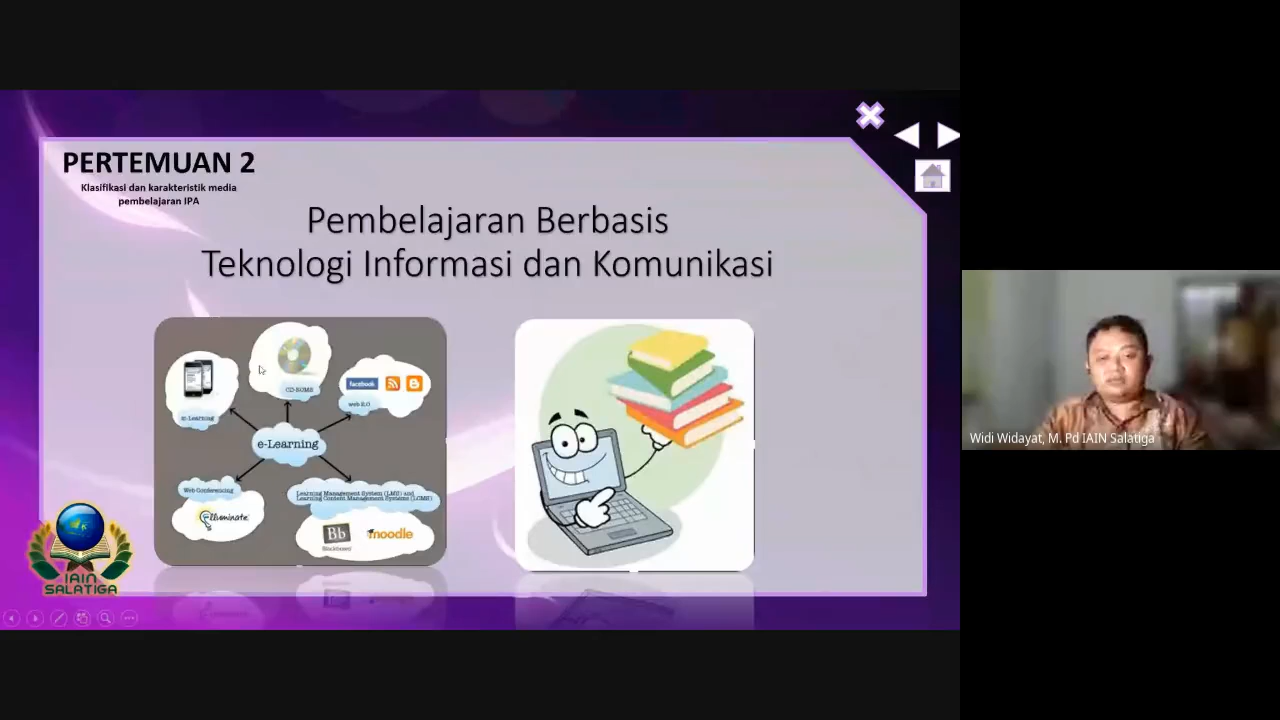 PERTEMUAN 2
Klasifikasi dan karakteristik media
pembelajaran IPA
Pembelajaran Berbasis
Teknologi Informasi dan Komunikasi
CD-ROMS
facebook
web 2.0
m-Learning
e-Learning
Web Conferencing
Learning Management System (LMS) and
Learning Content Management Systems (LCMS)
elluminate
Bb
Blackboard
moodle
IAIN
SALATIGA
Widi Widayat, M. Pd IAIN Salatiga